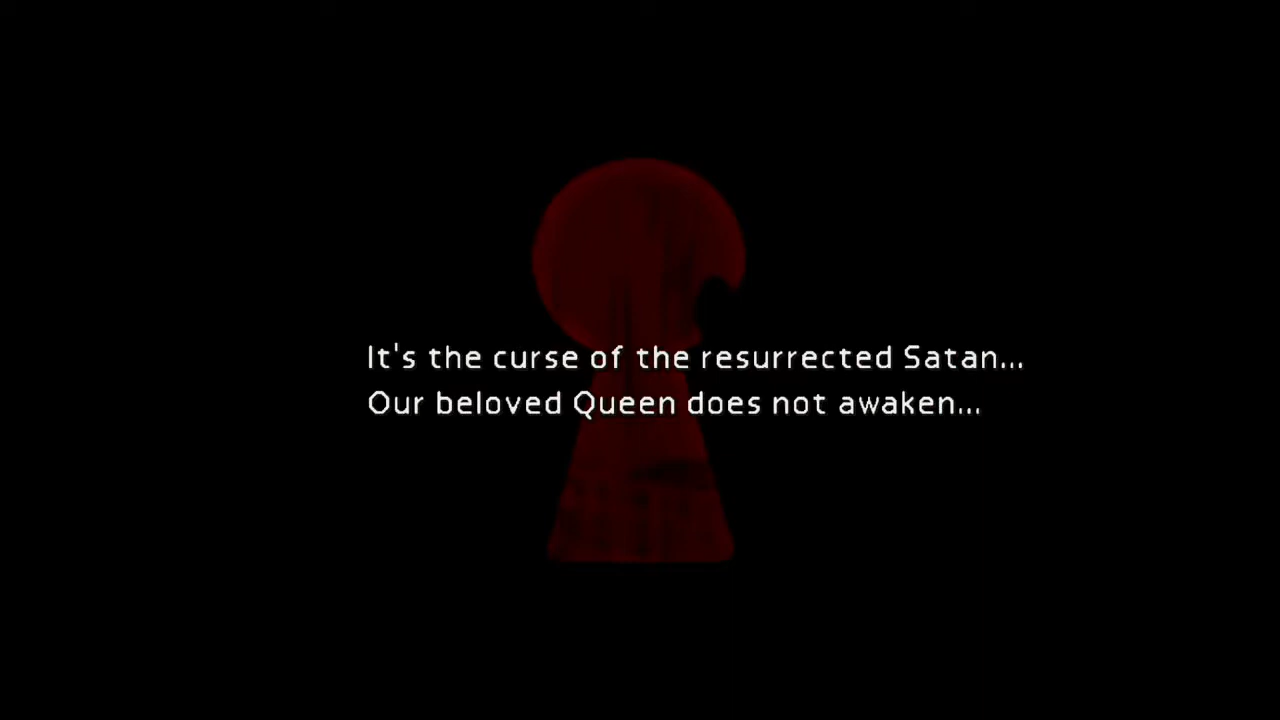 It's the curse of the resurrected Satan...
Our beloved Queen does not awaken...